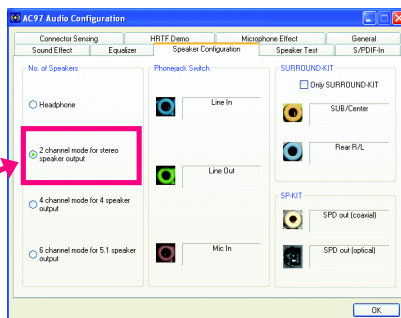 AC97 Audio Configuration
Connector Sensing
HRTF Demo
Microphone Effect
General
Sound Effect
Equalizer
Speaker Configuration
Speaker Test
S/PDIF-In
No. of Speakers
Headphone
2 channel mode for stereo
speaker output
4 channel mode for 4 speaker
output
6 channel mode for 5.1 speaker
output
Phonejack Switch
Line In
Line Out
Mic In
SURROUND-KIT
Only SURROUND-KIT
SUB/Center
Rear R/L
SP-KIT
SPD out (coaxial)
SPD out (optical)
OK